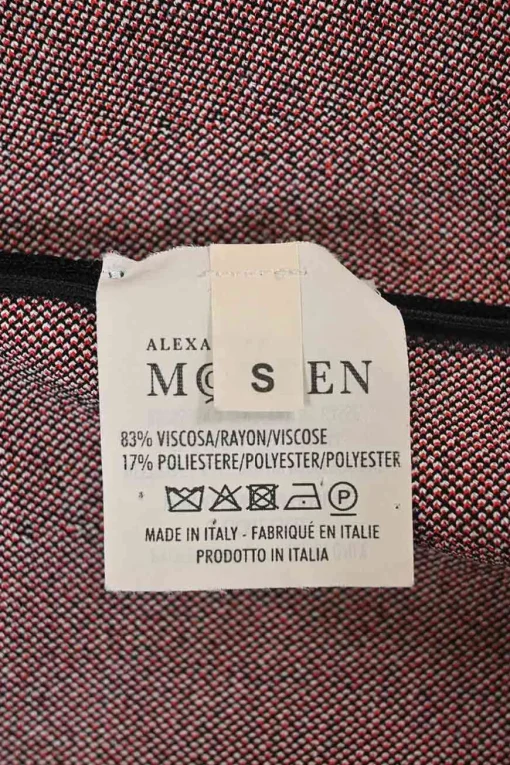 ALEXA
M EN
S
83% VISCOSA/RAYON/VISCOSE
17% POLIESTERE/POLYESTER/POLYESTER
P
MADE IN ITALY - FABRIQUÉ EN ITALIE
PRODOTTO IN ITALIA